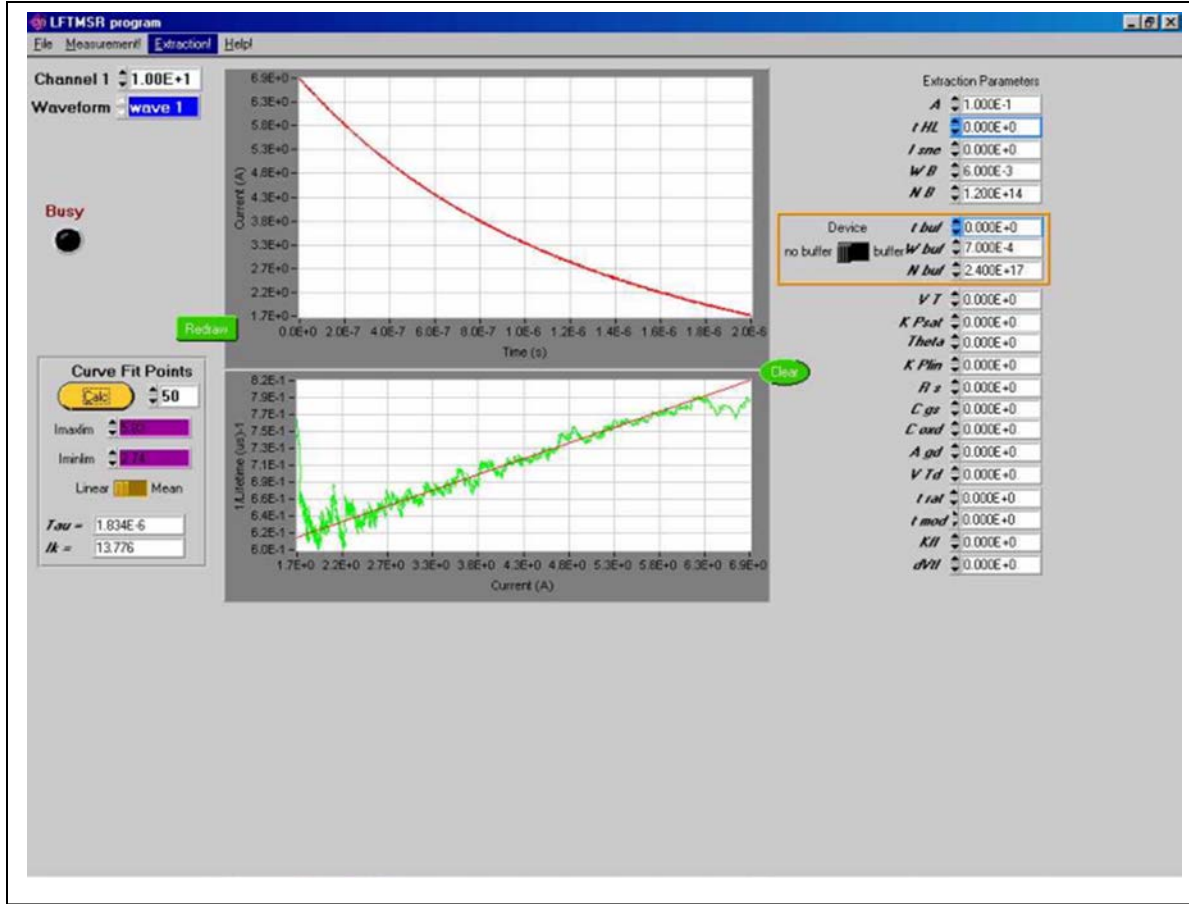 LFTMSR program
File Measurement! Extraction! Help!
Channel 1 1.00E+1
Waveform wave 1
Busy
Redraw
Curve Fit Points
Calc 50
Imaxlim
Iminlim
Linear Mean
Tau = 1.834E-6
Ik = 13.776
Current (A)
6.9E+0
6.3E+0
5.8E+0
5.3E+0
4.8E+0
4.3E+0
3.8E+0
3.3E+0
2.7E+0
2.2E+0
1.7E+0
0.0E+0 2.0E-7 4.0E-7 6.0E-7 8.0E-7 1.0E-6 1.2E-6 1.4E-6 1.6E-6 1.8E-6 2.0E-6
Time (s)
Clear
1/Lifetime (us)-1
8.2E-1
7.9E-1
7.7E-1
7.5E-1
7.3E-1
7.1E-1
6.9E-1
6.6E-1
6.4E-1
6.2E-1
6.0E-1
1.7E+0 2.2E+0 2.7E+0 3.3E+0 3.8E+0 4.3E+0 4.8E+0 5.3E+0 5.8E+0 6.3E+0 6.9E+0
Current (A)
Extraction Parameters
A 1.000E-1
t HL 0.000E+0
I sne 0.000E+0
W B 6.000E-3
N B 1.200E+14
Device t buf 0.000E+0
no buffer buffer W buf 7.000E-4
N buf 2.400E+17
V T 0.000E+0
K Psat 0.000E+0
Theta 0.000E+0
K Plin 0.000E+0
R s 0.000E+0
C gs 0.000E+0
C oxd 0.000E+0
A gd 0.000E+0
V Td 0.000E+0
t rat 0.000E+0
t mod 0.000E+0
Kfl 0.000E+0
dVtl 0.000E+0